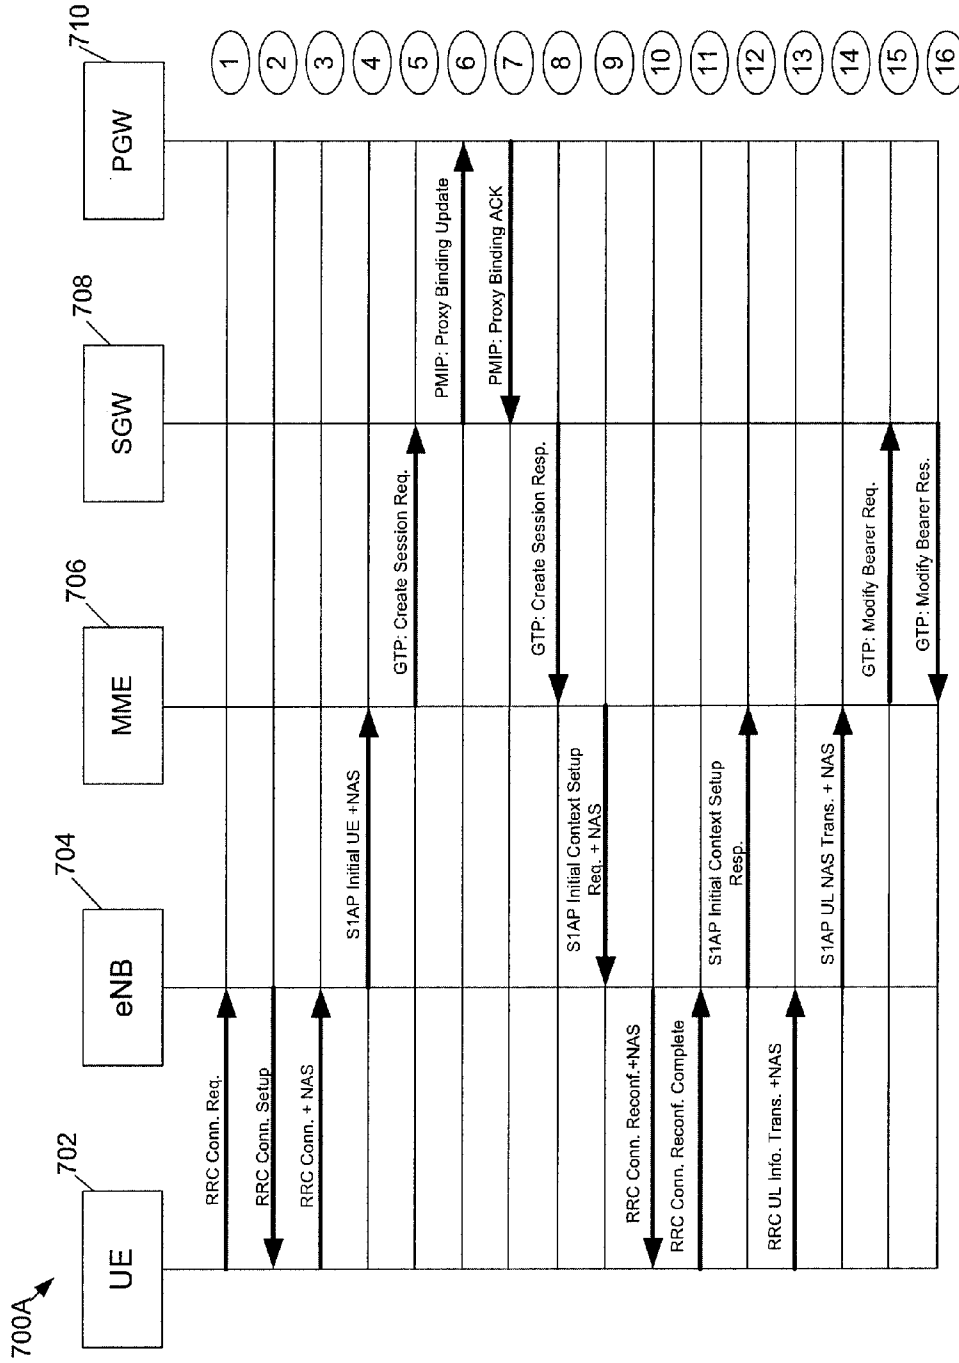 700A
702
704
706
708
710
UE
eNB
MME
SGW
PGW
RRC Conn. Req.
1
RRC Conn. Setup
2
RRC Conn. + NAS
3
S1AP Initial UE +NAS
4
GTP: Create Session Req.
5
PMIP: Proxy Binding Update
6
PMIP: Proxy Binding ACK
7
GTP: Create Session Resp.
8
S1AP Initial Context Setup
Req. + NAS
9
RRC Conn. Reconf.+NAS
10
RRC Conn. Reconf. Complete
11
S1AP Initial Context Setup
Resp.
12
RRC UL Info. Trans. +NAS
13
S1AP UL NAS Trans. + NAS
14
GTP: Modify Bearer Req.
15
GTP: Modify Bearer Res.
16